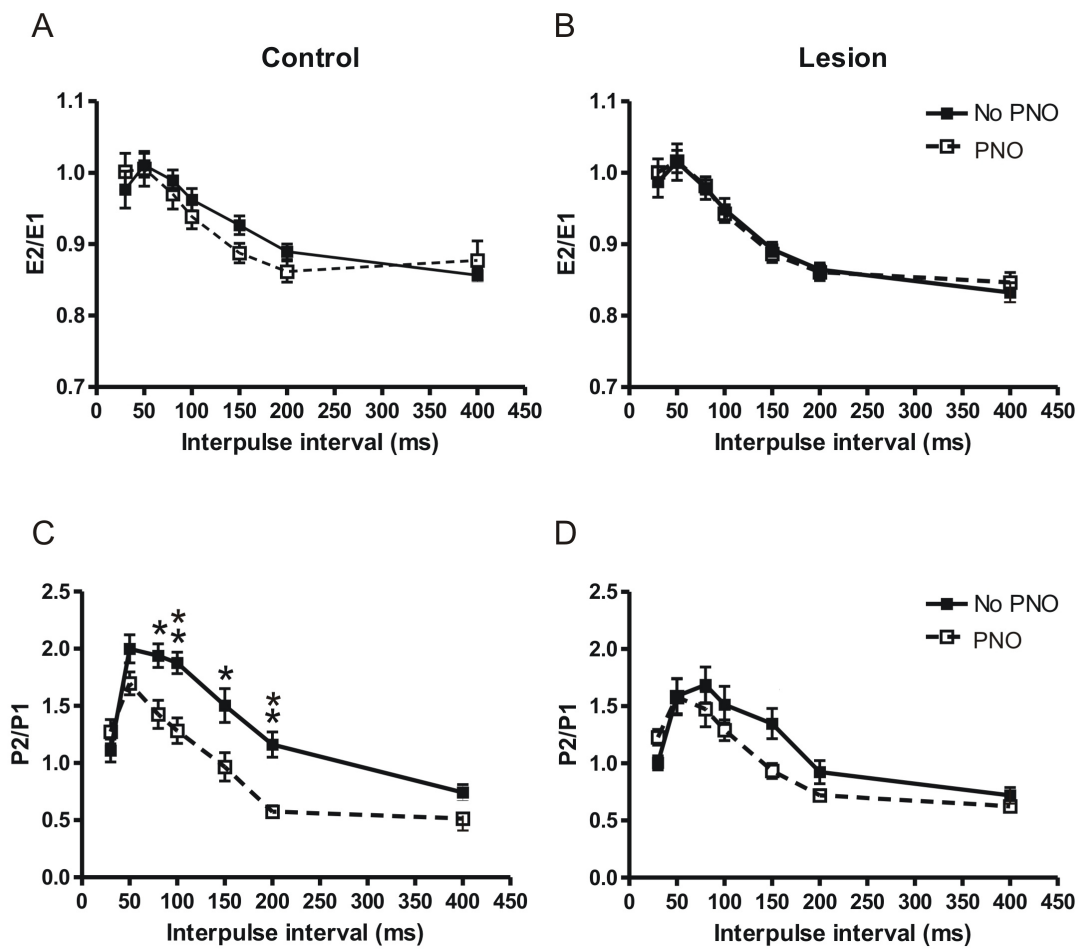 A
B
Control
Lesion
1.1
1.0
0.9
0.8
0.7
E2/E1
0 50 100 150 200 250 300 350 400 450
Interpulse interval (ms)
1.1
1.0
0.9
0.8
0.7
E2/E1
No PNO
PNO
0 50 100 150 200 250 300 350 400 450
Interpulse interval (ms)
C
D
2.5
2.0
1.5
1.0
0.5
0.0
P2/P1
*
*
*
*
*
*
0 50 100 150 200 250 300 350 400 450
Interpulse interval (ms)
2.5
2.0
1.5
1.0
0.5
0.0
P2/P1
No PNO
PNO
0 50 100 150 200 250 300 350 400 450
Interpulse interval (ms)